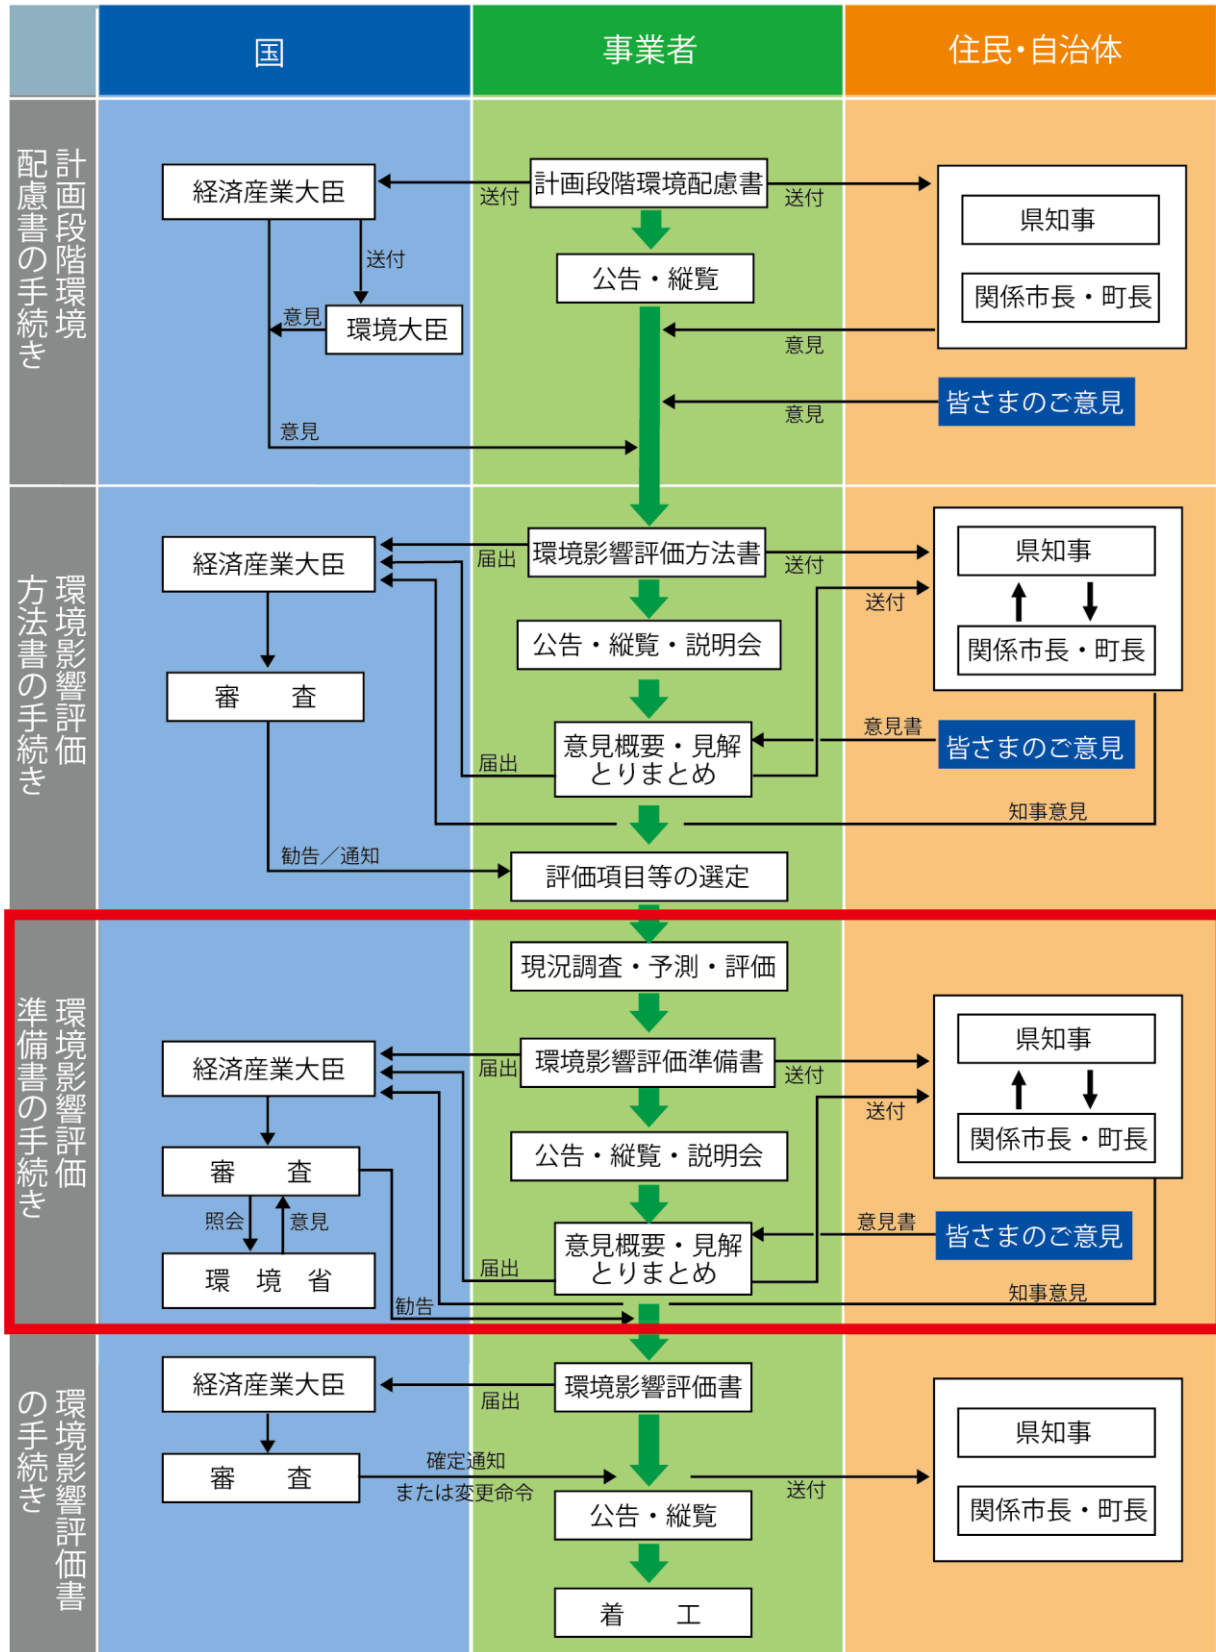 国
事業者
住民・自治体
計画段階環境
配慮書の手続き
経済産業大臣
送付
計画段階環境配慮書
送付
県知事
関係市長・町長
送付
公告・縦覧
意見
環境大臣
意見
意見
意見
皆さまのご意見
環境影響評価
方法書の手続き
経済産業大臣
届出
環境影響評価方法書
送付
県知事
送付
関係市長・町長
公告・縦覧・説明会
審　査
届出
意見概要・見解
とりまとめ
意見書
皆さまのご意見
知事意見
勧告／通知
評価項目等の選定
環境影響評価
準備書の手続き
現況調査・予測・評価
経済産業大臣
届出
環境影響評価準備書
送付
県知事
送付
関係市長・町長
公告・縦覧・説明会
審　査
照会
意見
環　境　省
届出
意見概要・見解
とりまとめ
意見書
皆さまのご意見
知事意見
勧告
環境影響評価書
の手続き
経済産業大臣
届出
環境影響評価書
県知事
関係市長・町長
審　査
確定通知
または変更命令
送付
公告・縦覧
着　工